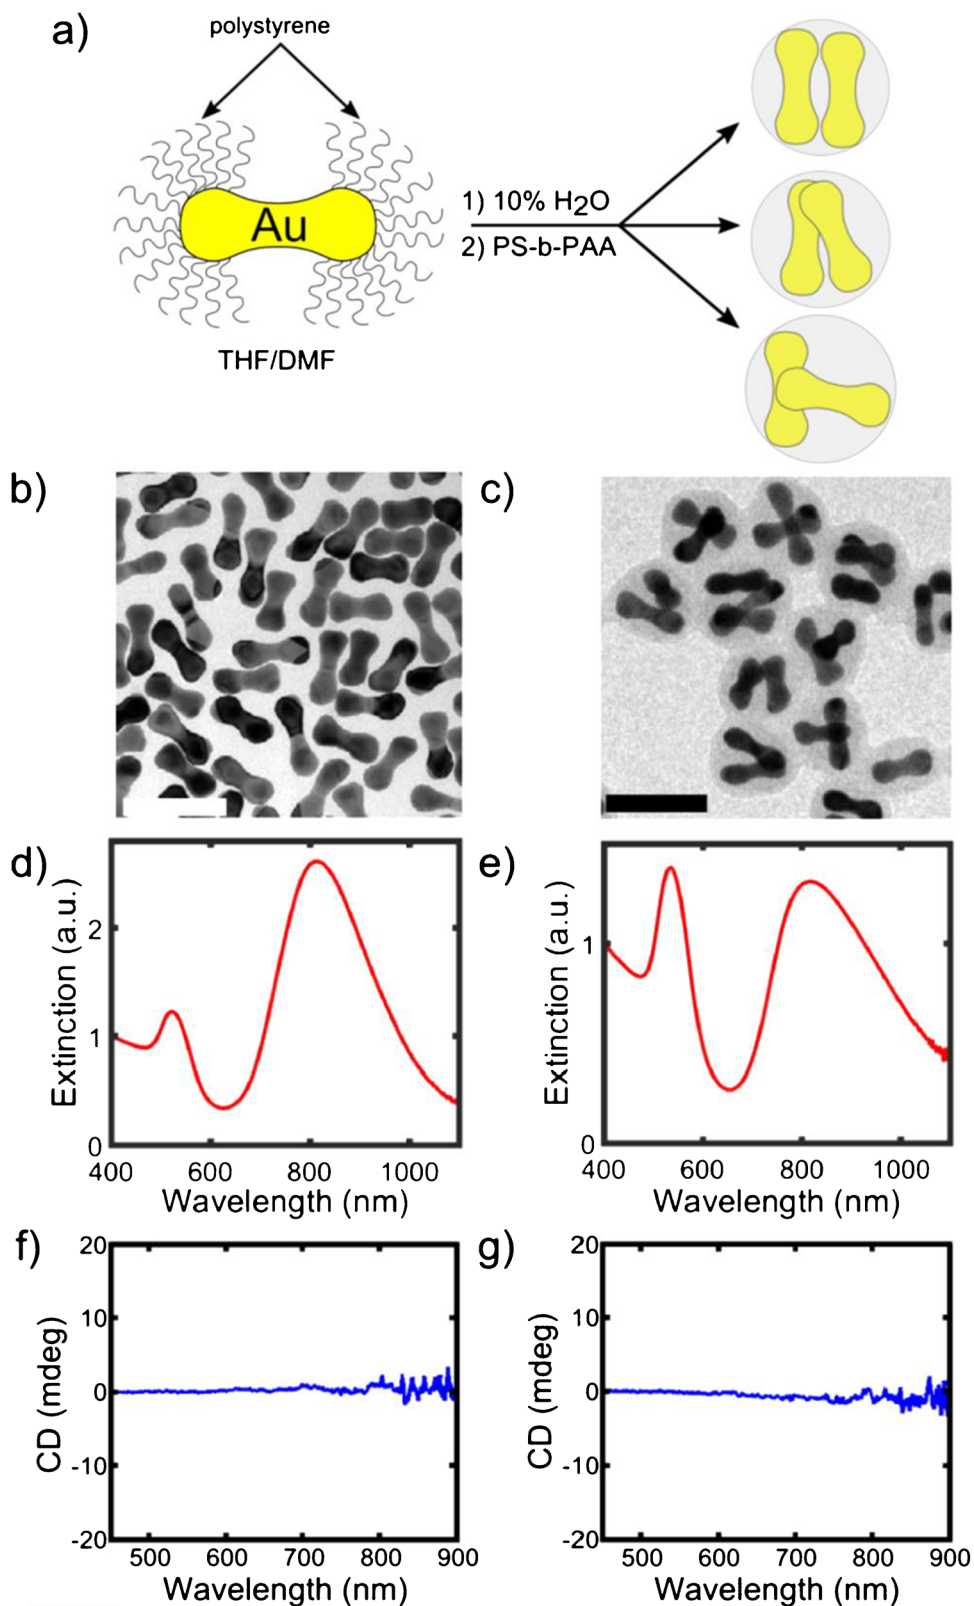 a)
polystyrene
Au
THF/DMF
1) 10% H2O
2) PS-b-PAA
b)
c)
d)
Extinction (a.u.)
2
1
0
400 600 800 1000
Wavelength (nm)
e)
Extinction (a.u.)
1
0
400 600 800 1000
Wavelength (nm)
f)
CD (mdeg)
20
10
0
-10
-20
500 600 700 800 900
Wavelength (nm)
g)
CD (mdeg)
20
10
0
-10
-20
500 600 700 800 900
Wavelength (nm)